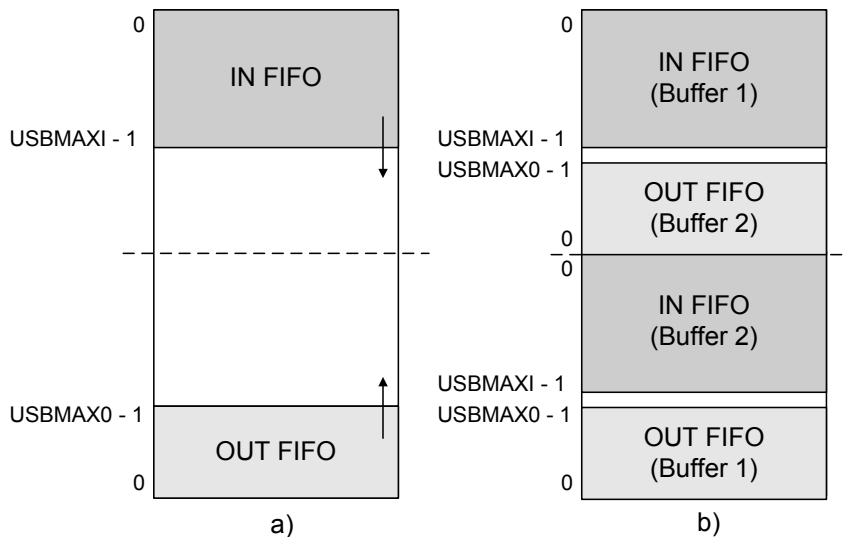 0
IN FIFO
USBMAXI - 1
USBMAX0 - 1
OUT FIFO
0
a)
0
IN FIFO
(Buffer 1)
USBMAXI - 1
USBMAX0 - 1
OUT FIFO
(Buffer 2)
0
0
IN FIFO
(Buffer 2)
USBMAXI - 1
USBMAX0 - 1
OUT FIFO
(Buffer 1)
0
b)